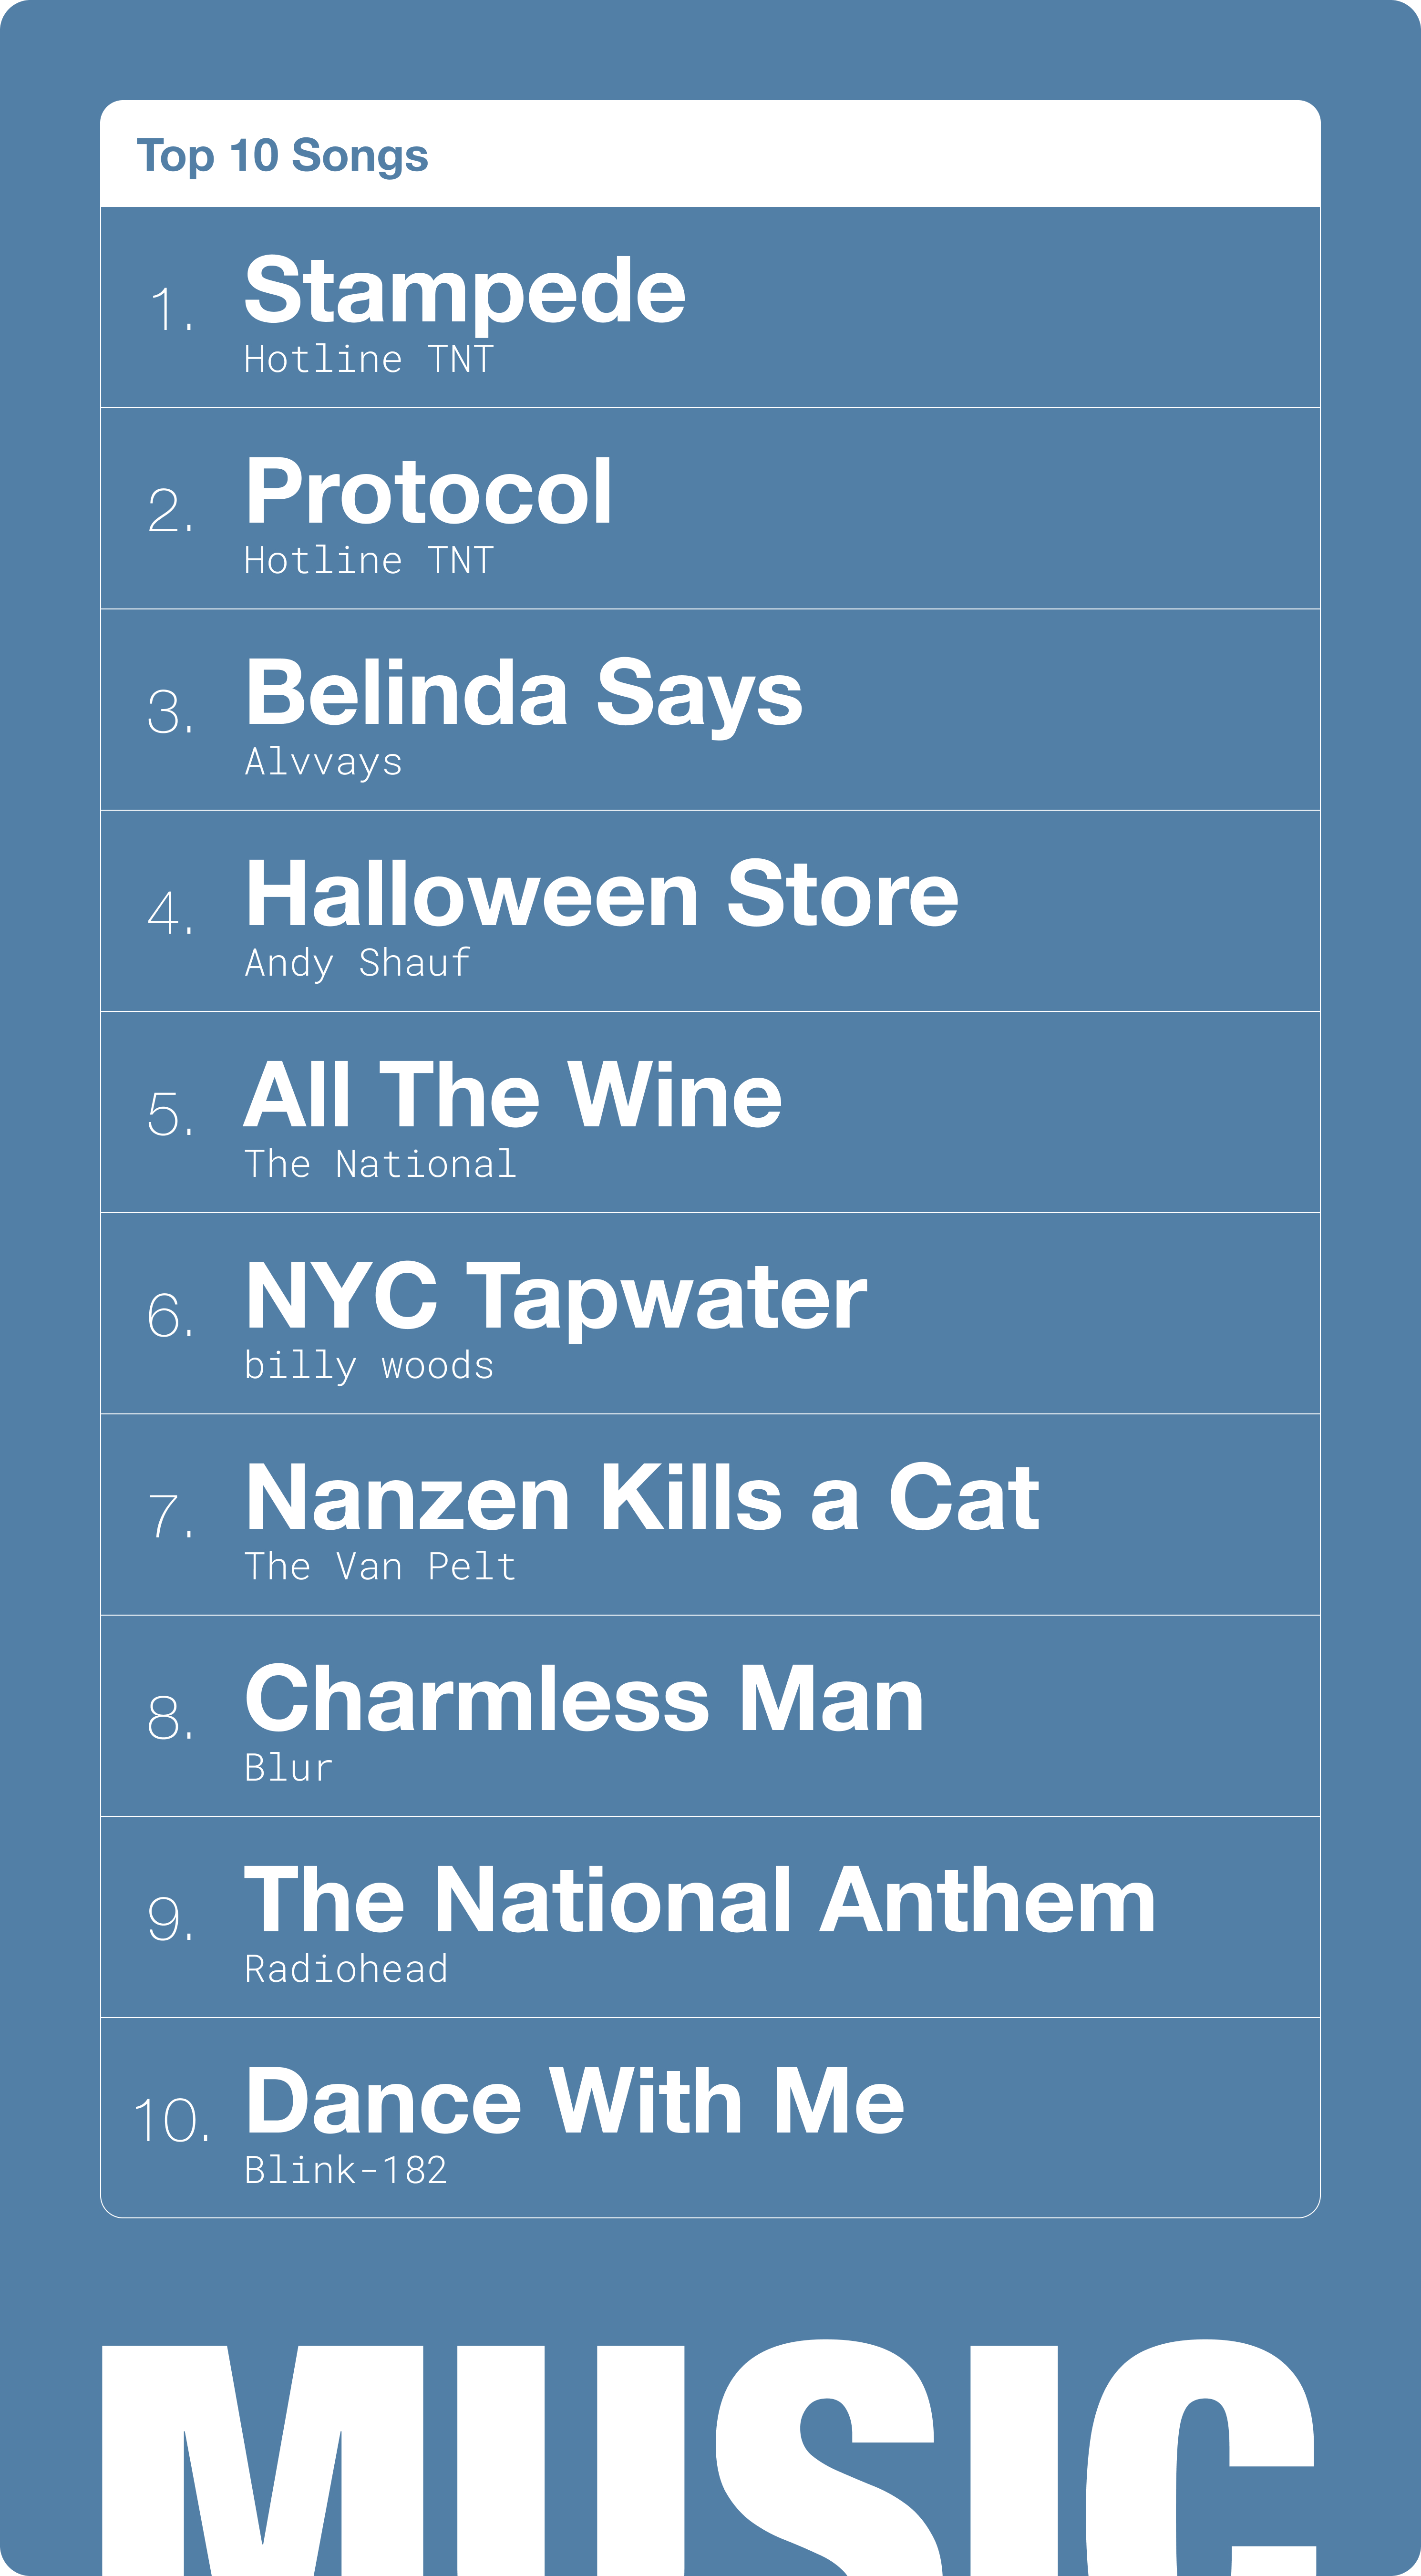 Top 10 Songs
1. Stampede
Hotline TNT
2. Protocol
Hotline TNT
3. Belinda Says
Alvvays
4. Halloween Store
Andy Shauf
5. All The Wine
The National
6. NYC Tapwater
billy woods
7. Nanzen Kills a Cat
The Van Pelt
8. Charmless Man
Blur
9. The National Anthem
Radiohead
10. Dance With Me
Blink-182
MUSIC